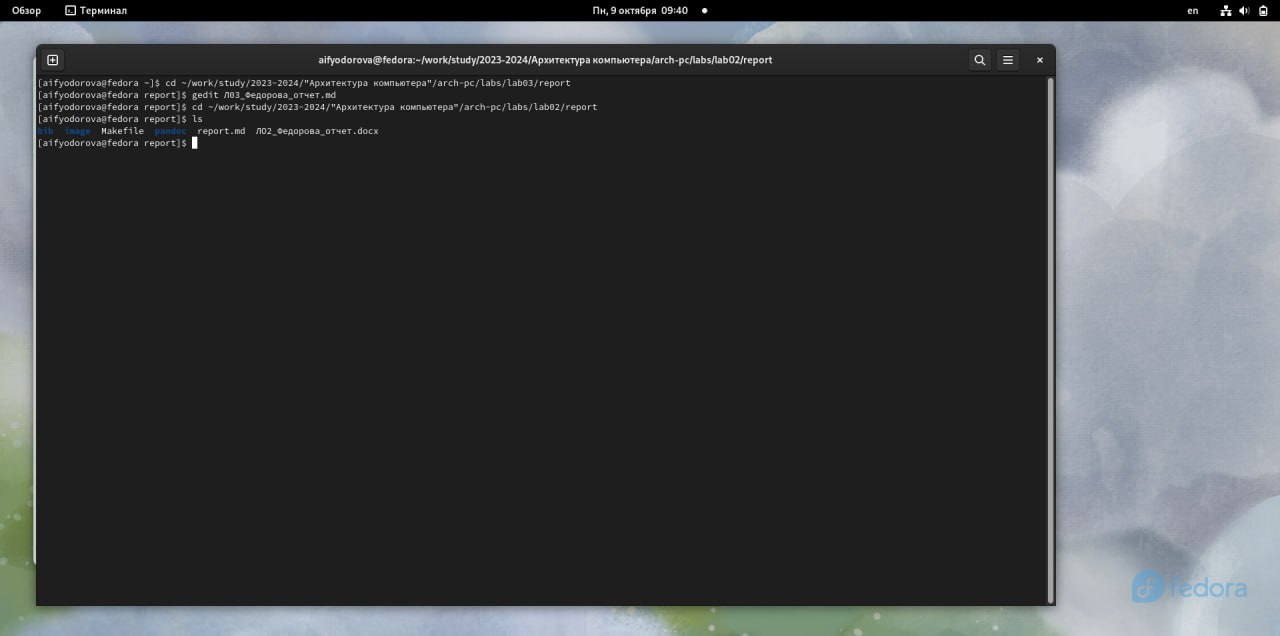 Обзор Терминал Пн, 9 октября 09:40 en
aifyodorova@fedora:~/work/study/2023-2024/Архитектура компьютера/arch-pc/labs/lab02/report
[aifyodorova@fedora ~]$ cd ~/work/study/2023-2024/"Архитектура компьютера"/arch-pc/labs/lab03/report
[aifyodorova@fedora report]$ gedit Л03_Федорова_отчет.md
[aifyodorova@fedora report]$ cd ~/work/study/2023-2024/"Архитектура компьютера"/arch-pc/labs/lab02/report
[aifyodorova@fedora report]$ ls
bib image Makefile pandoc report.md ЛО2_Федорова_отчет.docx
[aifyodorova@fedora report]$
fedora